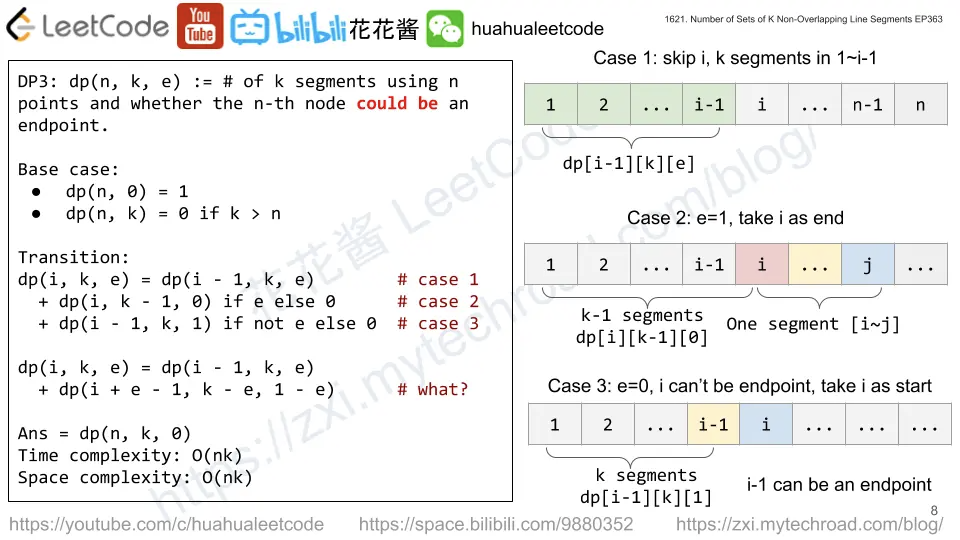 LeetCode You Tube bilibili 花花酱 huahualeetcode
1621. Number of Sets of K Non-Overlapping Line Segments EP363
DP3: dp(n, k, e) := # of k segments using n
points and whether the n-th node could be an
endpoint.
Base case:
● dp(n, 0) = 1
● dp(n, k) = 0 if k > n
Transition:
dp(i, k, e) = dp(i - 1, k, e) # case 1
+ dp(i, k - 1, 0) if e else 0 # case 2
+ dp(i - 1, k, 1) if not e else 0 # case 3
dp(i, k, e) = dp(i - 1, k, e)
+ dp(i + e - 1, k - e, 1 - e) # what?
Ans = dp(n, k, 0)
Time complexity: O(nk)
Space complexity: O(nk)
Case 1: skip i, k segments in 1~i-1
1 2 ... i-1 i ... n-1 n
dp[i-1][k][e]
Case 2: e=1, take i as end
1 2 ... i-1 i ... j ...
k-1 segments
dp[i][k-1][0]
One segment [i~j]
Case 3: e=0, i can't be endpoint, take i as start
1 2 ... i-1 i ... ... ...
k segments
dp[i-1][k][1]
i-1 can be an endpoint
花花酱 LeetCode
https://zxi.mytechroad.com/blog/
8
https://youtube.com/c/huahualeetcode https://space.bilibili.com/9880352 https://zxi.mytechroad.com/blog/